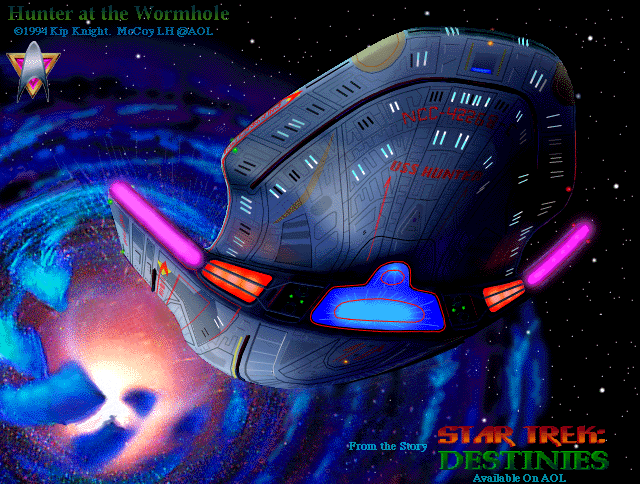 Hunter at the Wormhole
©1994 Kip Knight. McCoy LH @AOL
NCC
USS HUNTER
From the Story
STAR TREK:
DESTINIES
Available On AOL